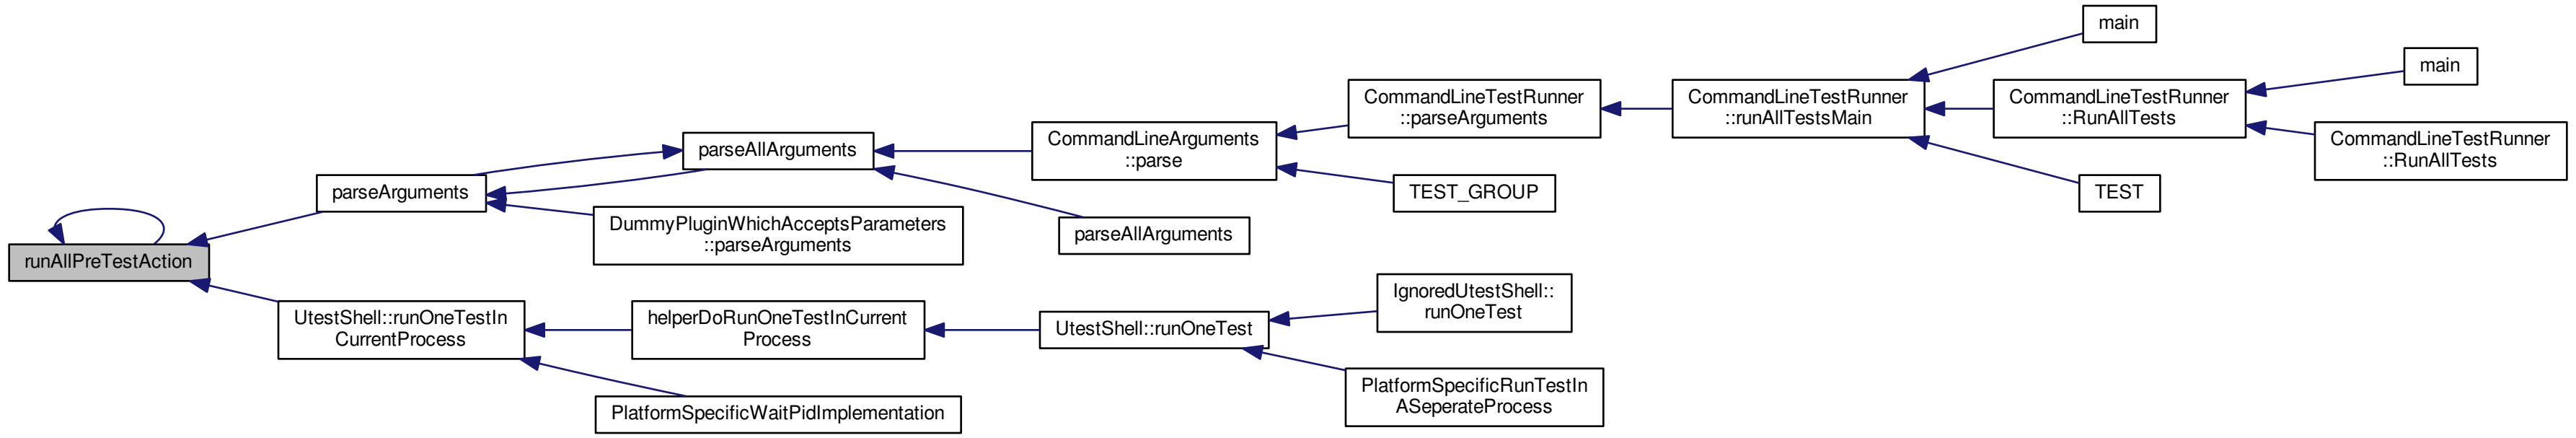 main
main
CommandLineTestRunner
::parseArguments
CommandLineTestRunner
::runAllTestsMain
CommandLineTestRunner
::RunAllTests
CommandLineTestRunner
::RunAllTests
parseAllArguments
CommandLineArguments
::parse
parseArguments
TEST_GROUP
TEST
DummyPluginWhichAcceptsParameters
::parseArguments
parseAllArguments
runAllPreTestAction
UtestShell::runOneTestIn
CurrentProcess
helperDoRunOneTestInCurrent
Process
UtestShell::runOneTest
IgnoredUtestShell::
runOneTest
PlatformSpecificRunTestIn
ASeperateProcess
PlatformSpecificWaitPidImplementation